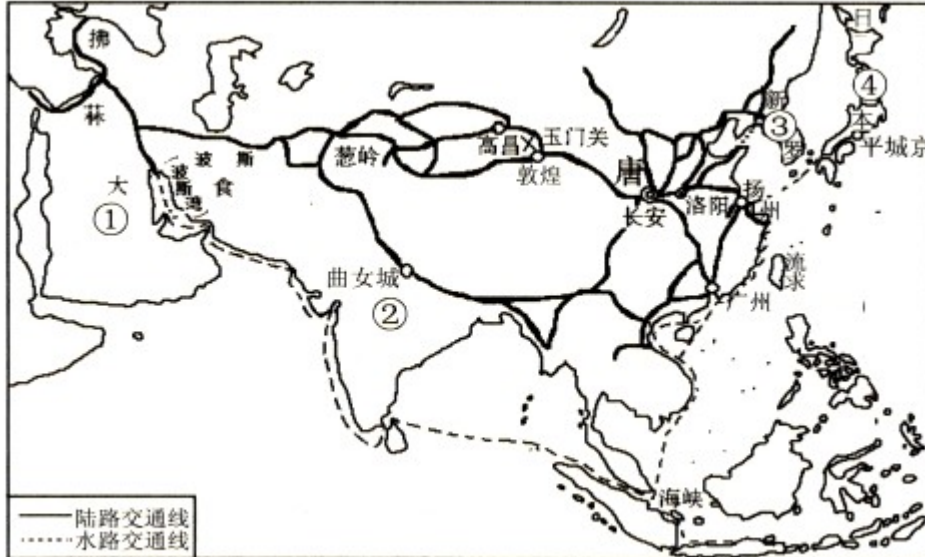 拂菻
大食
①
波斯
波斯湾
葱岭
高昌
玉门关
敦煌
唐
长安
洛阳
扬州
新罗
③
日本
④
平城京
流求
广州
曲女城
②
海峡
陆路交通线
水路交通线